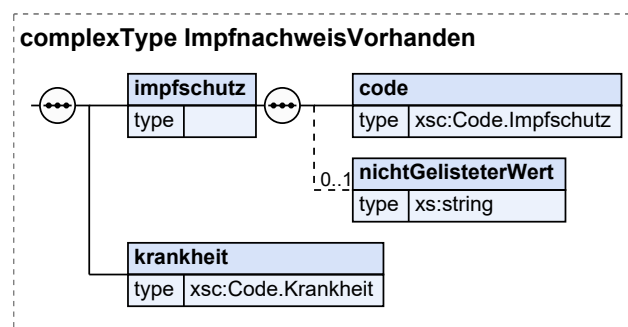 complexType ImpfnachweisVorhanden
impfschutz
type
code
type xsc:Code.Impfschutz
0..1
nichtGelisteterWert
type xs:string
krankheit
type xsc:Code.Krankheit